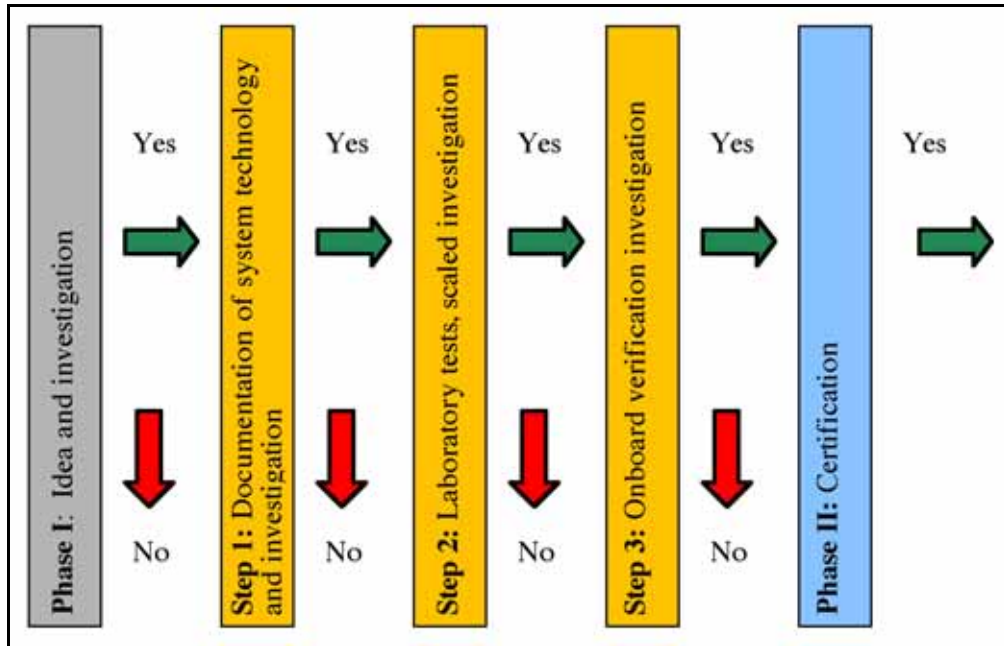 Phase I: Idea and investigation
Yes
No
Step 1: Documentation of system technology
and investigation
Yes
No
Step 2: Laboratory tests, scaled investigation
Yes
No
Step 3: Onboard verification investigation
Yes
No
Phase II: Certification
Yes